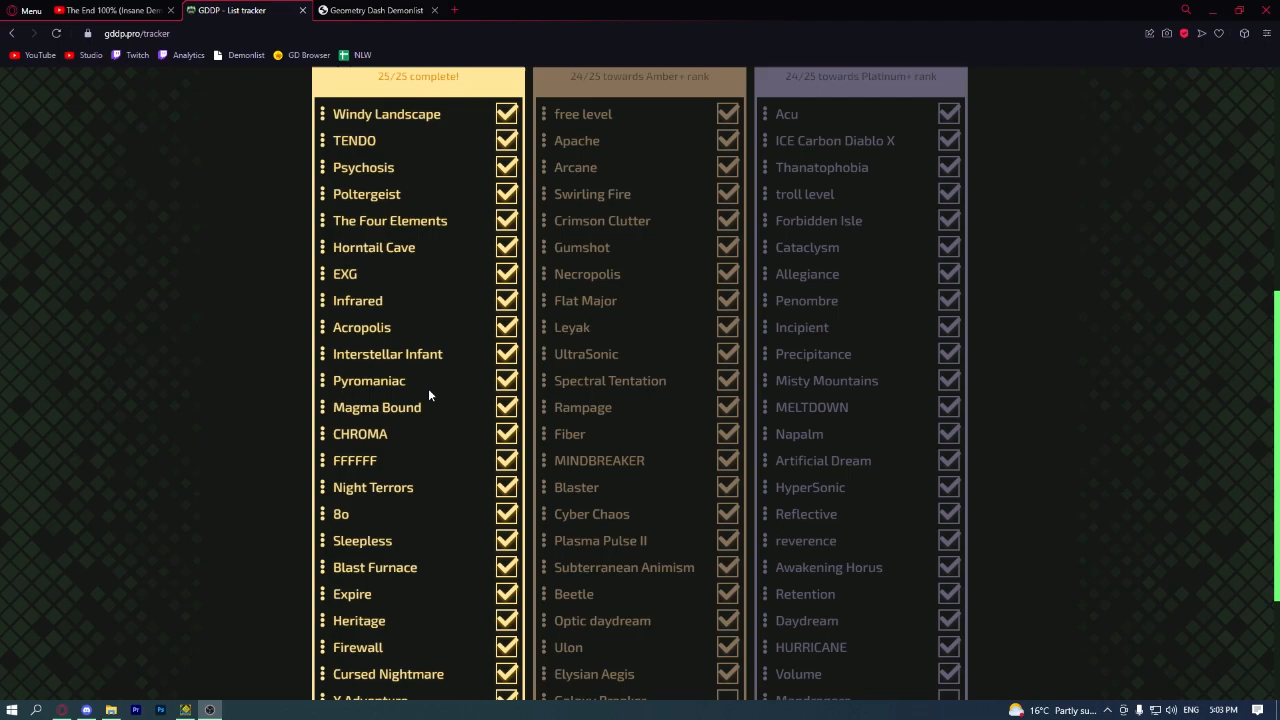 Menu
The End 100% (Insane Dem
GDDP - List tracker
Geometry Dash Demonlist
gddp.pro/tracker
YouTube
Studio
Twitch
Analytics
Demonlist
GD Browser
NLW
25/25 complete!
Windy Landscape
TENDO
Psychosis
Poltergeist
The Four Elements
Horntail Cave
EXG
Infrared
Acropolis
Interstellar Infant
Pyromaniac
Magma Bound
CHROMA
FFFFFF
Night Terrors
8o
Sleepless
Blast Furnace
Expire
Heritage
Firewall
Cursed Nightmare
X Adventure
24/25 towards Amber+ rank
free level
Apache
Arcane
Swirling Fire
Crimson Clutter
Gumshot
Necropolis
Flat Major
Leyak
UltraSonic
Spectral Tentation
Rampage
Fiber
MINDBREAKER
Blaster
Cyber Chaos
Plasma Pulse II
Subterranean Animism
Beetle
Optic daydream
Ulon
Elysian Aegis
Galaxy Breaker
24/25 towards Platinum+ rank
Acu
ICE Carbon Diablo X
Thanatophobia
troll level
Forbidden Isle
Cataclysm
Allegiance
Penombre
Incipient
Precipitance
Misty Mountains
MELTDOWN
Napalm
Artificial Dream
HyperSonic
Reflective
reverence
Awakening Horus
Retention
Daydream
HURRICANE
Volume
16°C Partly su...
ENG
5:03 PM